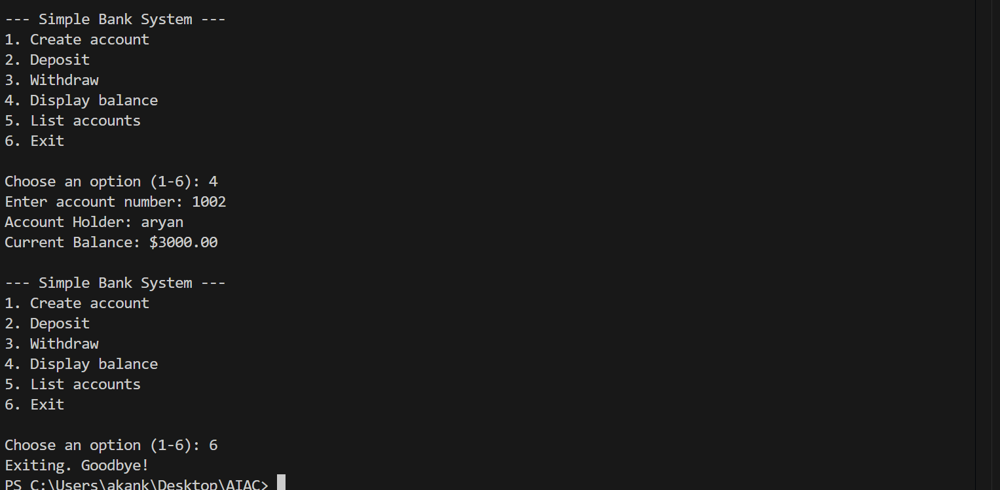 --- Simple Bank System ---
1. Create account
2. Deposit
3. Withdraw
4. Display balance
5. List accounts
6. Exit
Choose an option (1-6): 4
Enter account number: 1002
Account Holder: aryan
Current Balance: $3000.00
--- Simple Bank System ---
1. Create account
2. Deposit
3. Withdraw
4. Display balance
5. List accounts
6. Exit
Choose an option (1-6): 6
Exiting. Goodbye!
PS C:\Users\akank\Desktop\AIAC>